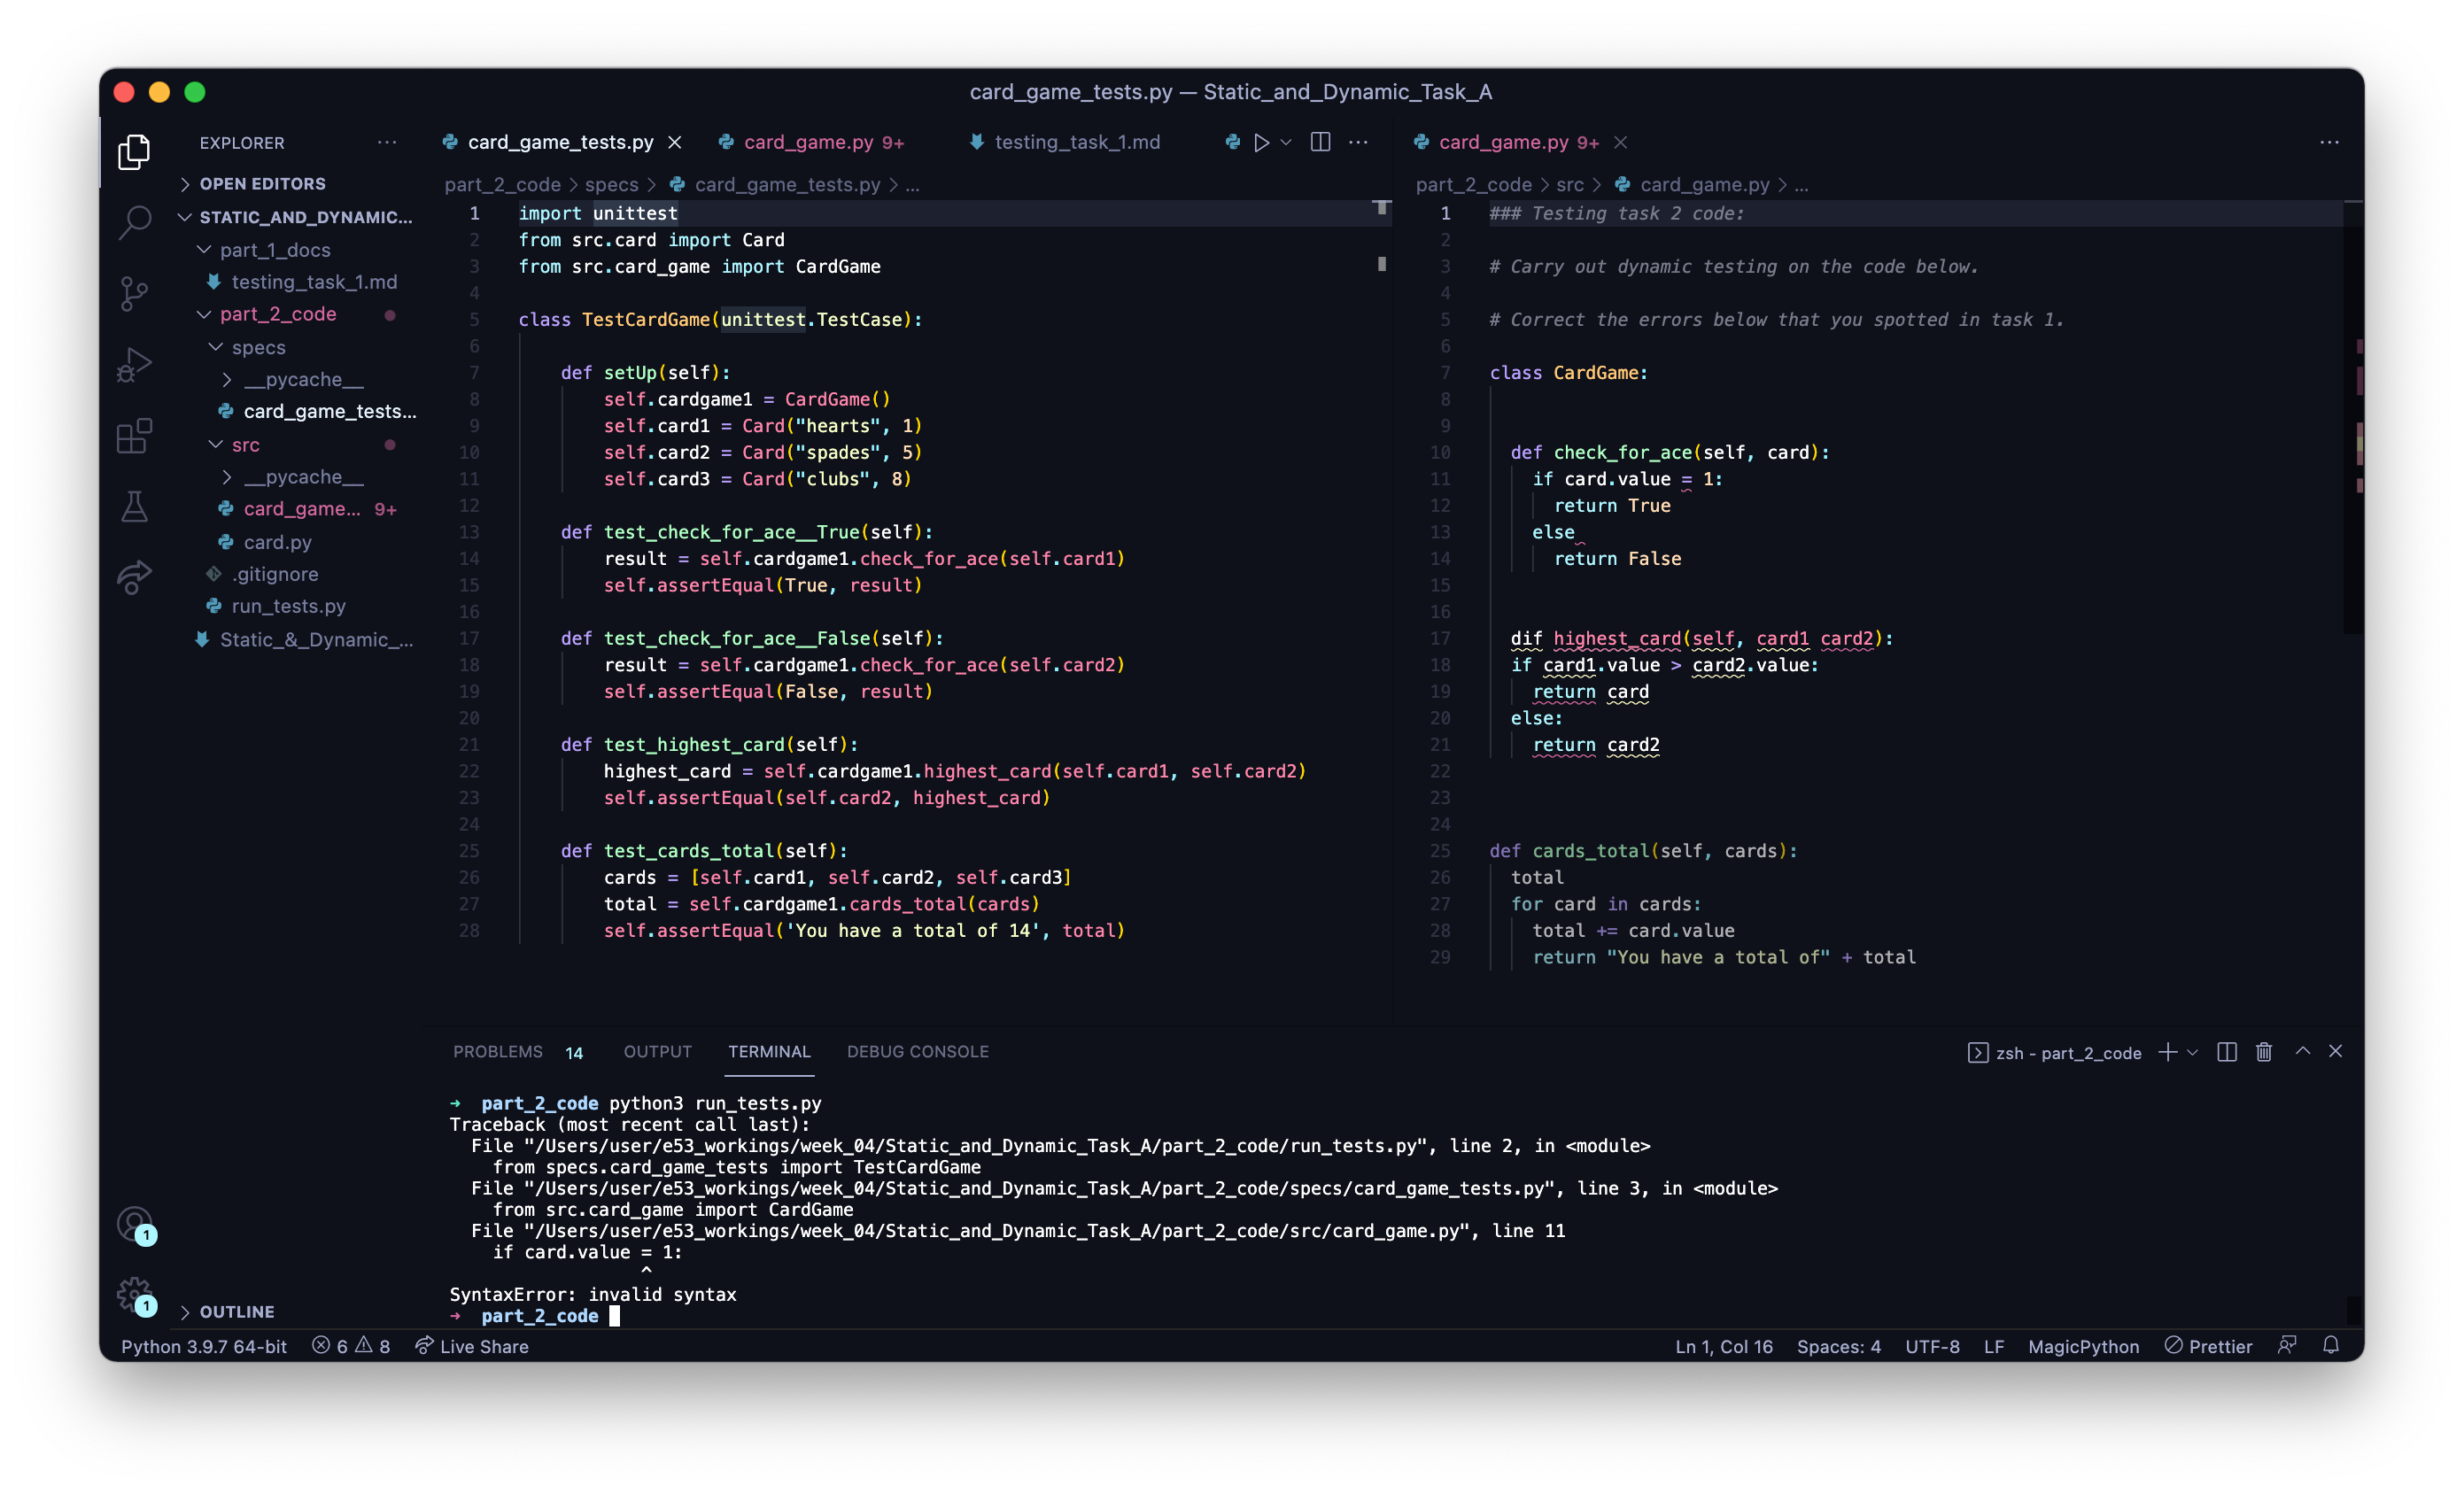 card_game_tests.py — Static_and_Dynamic_Task_A
EXPLORER
OPEN EDITORS
STATIC_AND_DYNAMIC...
part_1_docs
testing_task_1.md
part_2_code
specs
__pycache__
card_game_tests...
src
__pycache__
card_game... 9+
card.py
.gitignore
run_tests.py
Static_&_Dynamic_...
OUTLINE
card_game_tests.py
card_game.py 9+
testing_task_1.md
part_2_code > specs > card_game_tests.py > ...
1 import unittest
2 from src.card import Card
3 from src.card_game import CardGame
4
5 class TestCardGame(unittest.TestCase):
6
7 def setUp(self):
8 self.cardgame1 = CardGame()
9 self.card1 = Card("hearts", 1)
10 self.card2 = Card("spades", 5)
11 self.card3 = Card("clubs", 8)
12
13 def test_check_for_ace__True(self):
14 result = self.cardgame1.check_for_ace(self.card1)
15 self.assertEqual(True, result)
16
17 def test_check_for_ace__False(self):
18 result = self.cardgame1.check_for_ace(self.card2)
19 self.assertEqual(False, result)
20
21 def test_highest_card(self):
22 highest_card = self.cardgame1.highest_card(self.card1, self.card2)
23 self.assertEqual(self.card2, highest_card)
24
25 def test_cards_total(self):
26 cards = [self.card1, self.card2, self.card3]
27 total = self.cardgame1.cards_total(cards)
28 self.assertEqual('You have a total of 14', total)
card_game.py 9+
part_2_code > src > card_game.py > ...
1 ### Testing task 2 code:
2
3 # Carry out dynamic testing on the code below.
4
5 # Correct the errors below that you spotted in task 1.
6
7 class CardGame:
8
9
10 def check_for_ace(self, card):
11 if card.value = 1:
12 return True
13 else
14 return False
15
16
17 dif highest_card(self, card1 card2):
18 if card1.value > card2.value:
19 return card
20 else:
21 return card2
22
23
24
25 def cards_total(self, cards):
26 total
27 for card in cards:
28 total += card.value
29 return "You have a total of" + total
PROBLEMS 14 OUTPUT TERMINAL DEBUG CONSOLE
zsh - part_2_code
→ part_2_code python3 run_tests.py
Traceback (most recent call last):
File "/Users/user/e53_workings/week_04/Static_and_Dynamic_Task_A/part_2_code/run_tests.py", line 2, in <module>
from specs.card_game_tests import TestCardGame
File "/Users/user/e53_workings/week_04/Static_and_Dynamic_Task_A/part_2_code/specs/card_game_tests.py", line 3, in <module>
from src.card_game import CardGame
File "/Users/user/e53_workings/week_04/Static_and_Dynamic_Task_A/part_2_code/src/card_game.py", line 11
if card.value = 1:
^
SyntaxError: invalid syntax
→ part_2_code
1
1
Python 3.9.7 64-bit 6 8 Live Share
Ln 1, Col 16 Spaces: 4 UTF-8 LF MagicPython Prettier